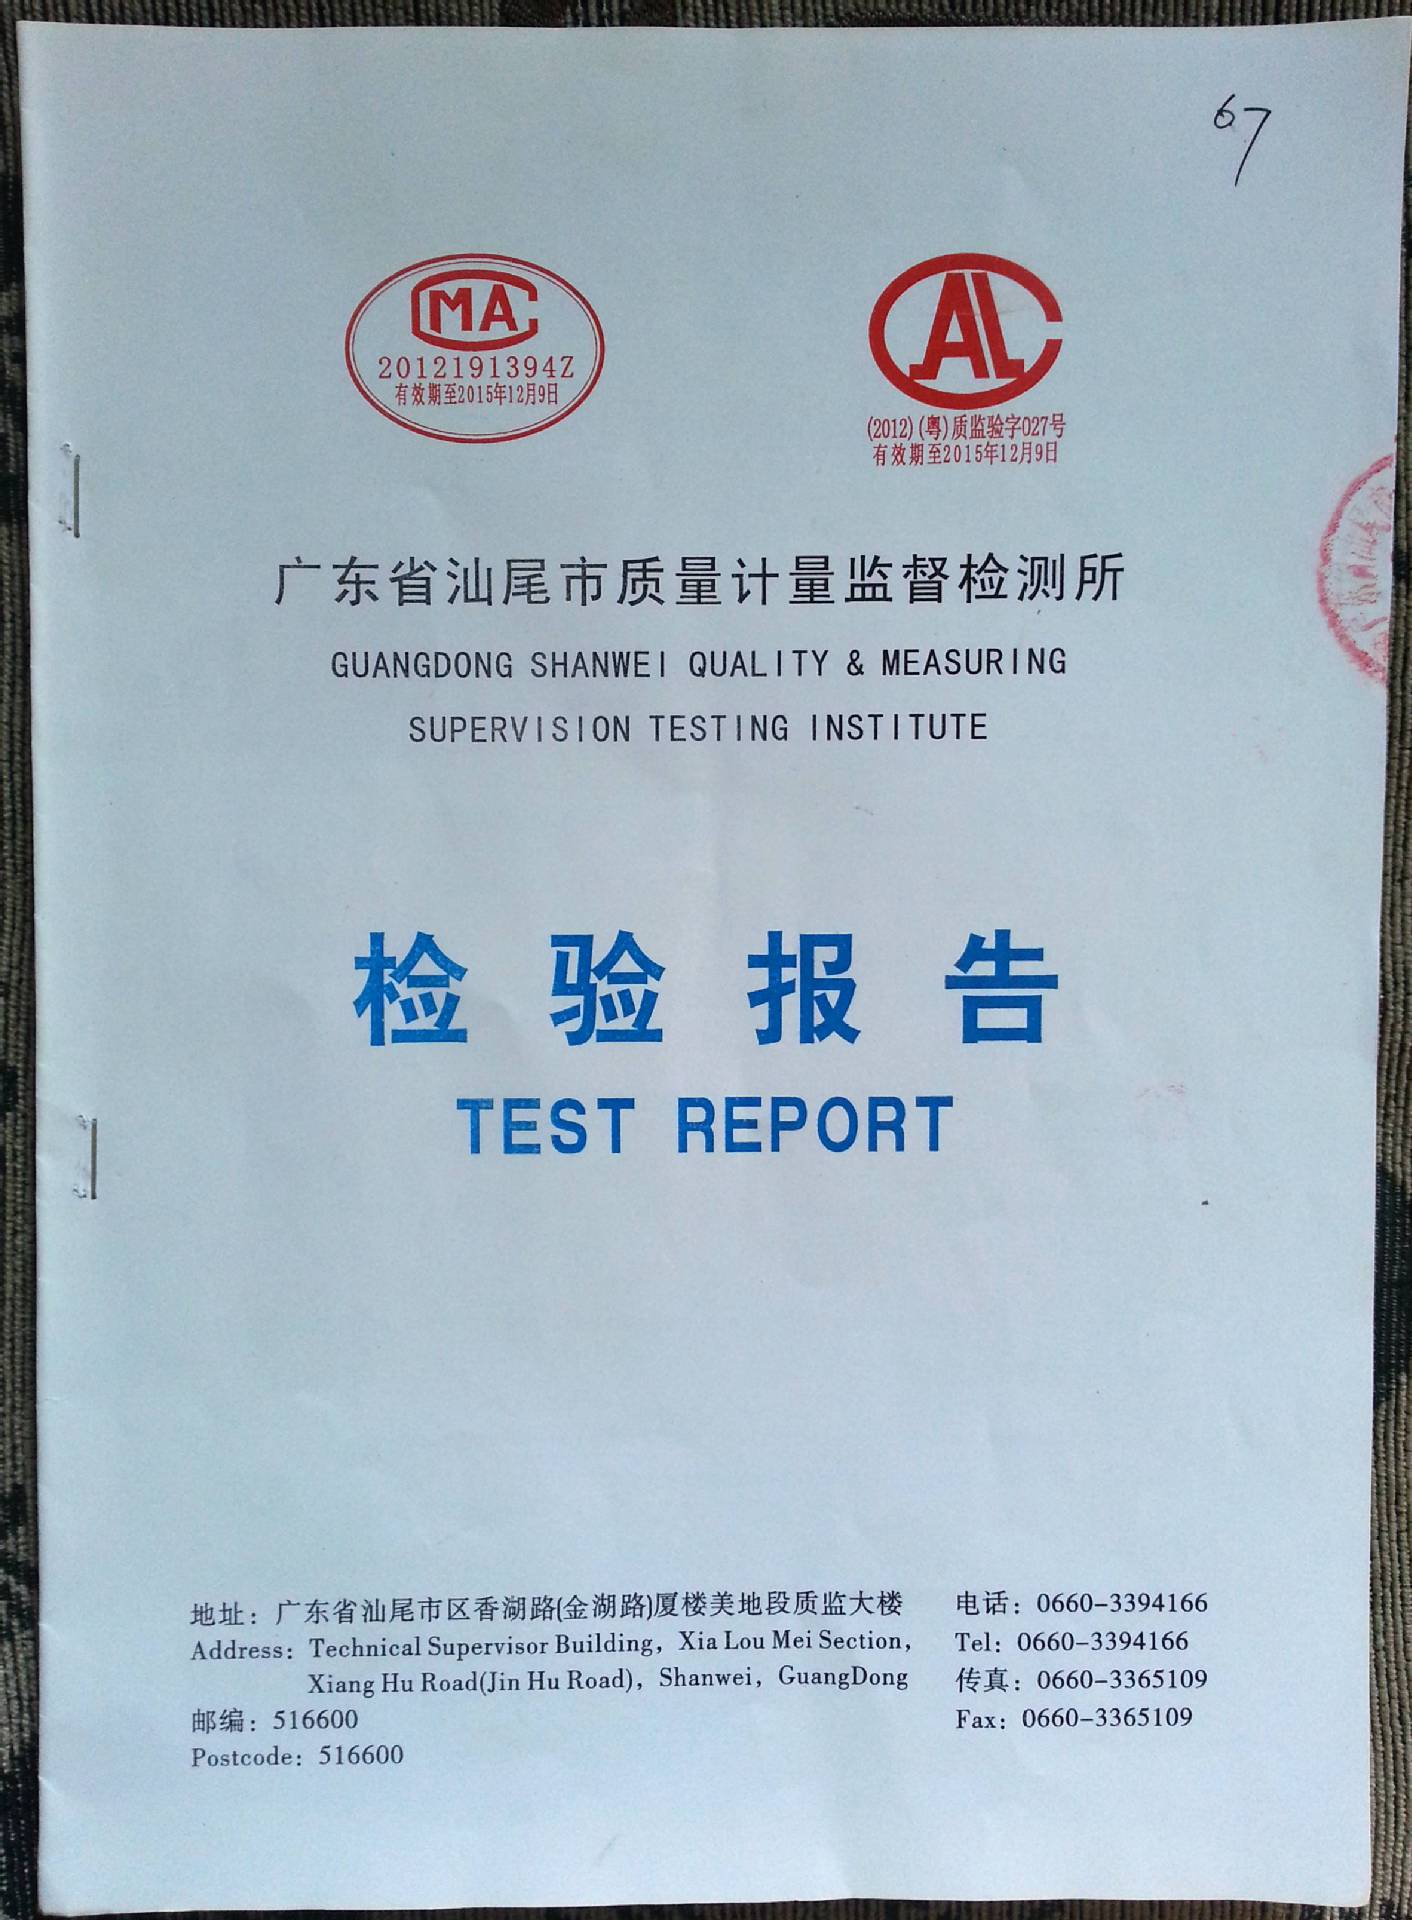 67
CMA
2012191394Z
有效期至2015年12月9日
CAL
(2012)(粤)质监验字027号
有效期至2015年12月9日
广东省汕尾市质量计量监督检测所
GUANGDONG SHANWEI QUALITY & MEASURING
SUPERVISION TESTING INSTITUTE
检验报告
TEST REPORT
地址：广东省汕尾市区香湖路(金湖路)厦楼美地段质监大楼
Address: Technical Supervisor Building, Xia Lou Mei Section,
Xiang Hu Road(Jin Hu Road), Shanwei, GuangDong
邮编：516600
Postcode: 516600
电话：0660-3394166
Tel: 0660-3394166
传真：0660-3365109
Fax: 0660-3365109